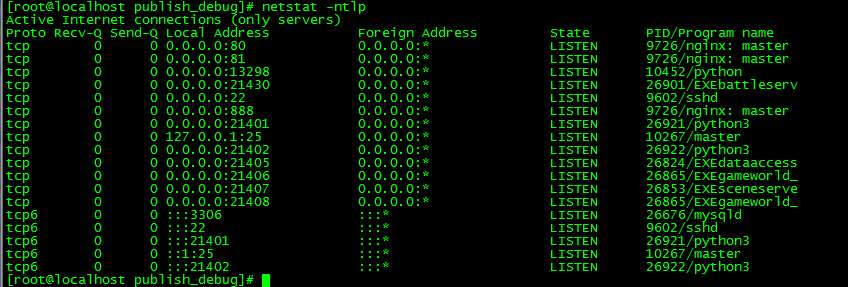 [root@localhost publish_debug]# netstat -ntlp
Active Internet connections (only servers)
Proto Recv-Q Send-Q Local Address           Foreign Address         State       PID/Program name
tcp        0      0 0.0.0.0:80              0.0.0.0:*               LISTEN      9726/nginx: master
tcp        0      0 0.0.0.0:81              0.0.0.0:*               LISTEN      9726/nginx: master
tcp        0      0 0.0.0.0:13298           0.0.0.0:*               LISTEN      10452/python
tcp        0      0 0.0.0.0:21430           0.0.0.0:*               LISTEN      26901/EXEbattleserv
tcp        0      0 0.0.0.0:22              0.0.0.0:*               LISTEN      9602/sshd
tcp        0      0 0.0.0.0:888             0.0.0.0:*               LISTEN      9726/nginx: master
tcp        0      0 0.0.0.0:21401           0.0.0.0:*               LISTEN      26921/python3
tcp        0      0 127.0.0.1:25            0.0.0.0:*               LISTEN      10267/master
tcp        0      0 0.0.0.0:21402           0.0.0.0:*               LISTEN      26922/python3
tcp        0      0 0.0.0.0:21405           0.0.0.0:*               LISTEN      26824/EXEdataaccess
tcp        0      0 0.0.0.0:21406           0.0.0.0:*               LISTEN      26865/EXEgameworld_
tcp        0      0 0.0.0.0:21407           0.0.0.0:*               LISTEN      26853/EXEsceneserve
tcp        0      0 0.0.0.0:21408           0.0.0.0:*               LISTEN      26865/EXEgameworld_
tcp6       0      0 :::3306                 :::*                    LISTEN      26676/mysqld
tcp6       0      0 :::22                   :::*                    LISTEN      9602/sshd
tcp6       0      0 :::21401                :::*                    LISTEN      26921/python3
tcp6       0      0 ::1:25                  :::*                    LISTEN      10267/master
tcp6       0      0 :::21402                :::*                    LISTEN      26922/python3
[root@localhost publish_debug]#